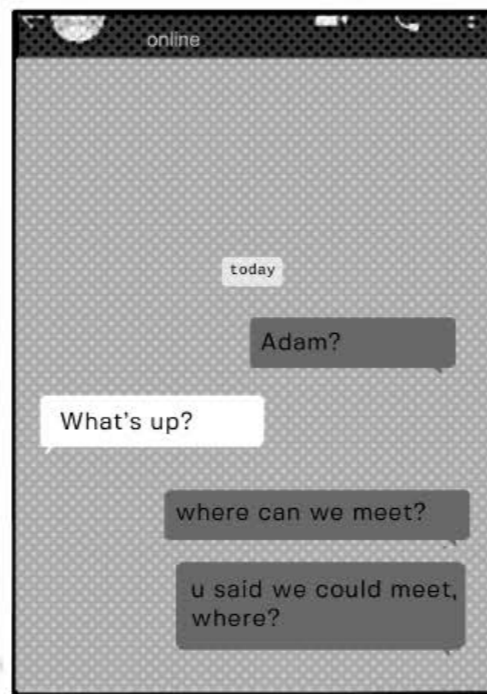 online
today
Adam?
What's up?
where can we meet?
u said we could meet,
where?